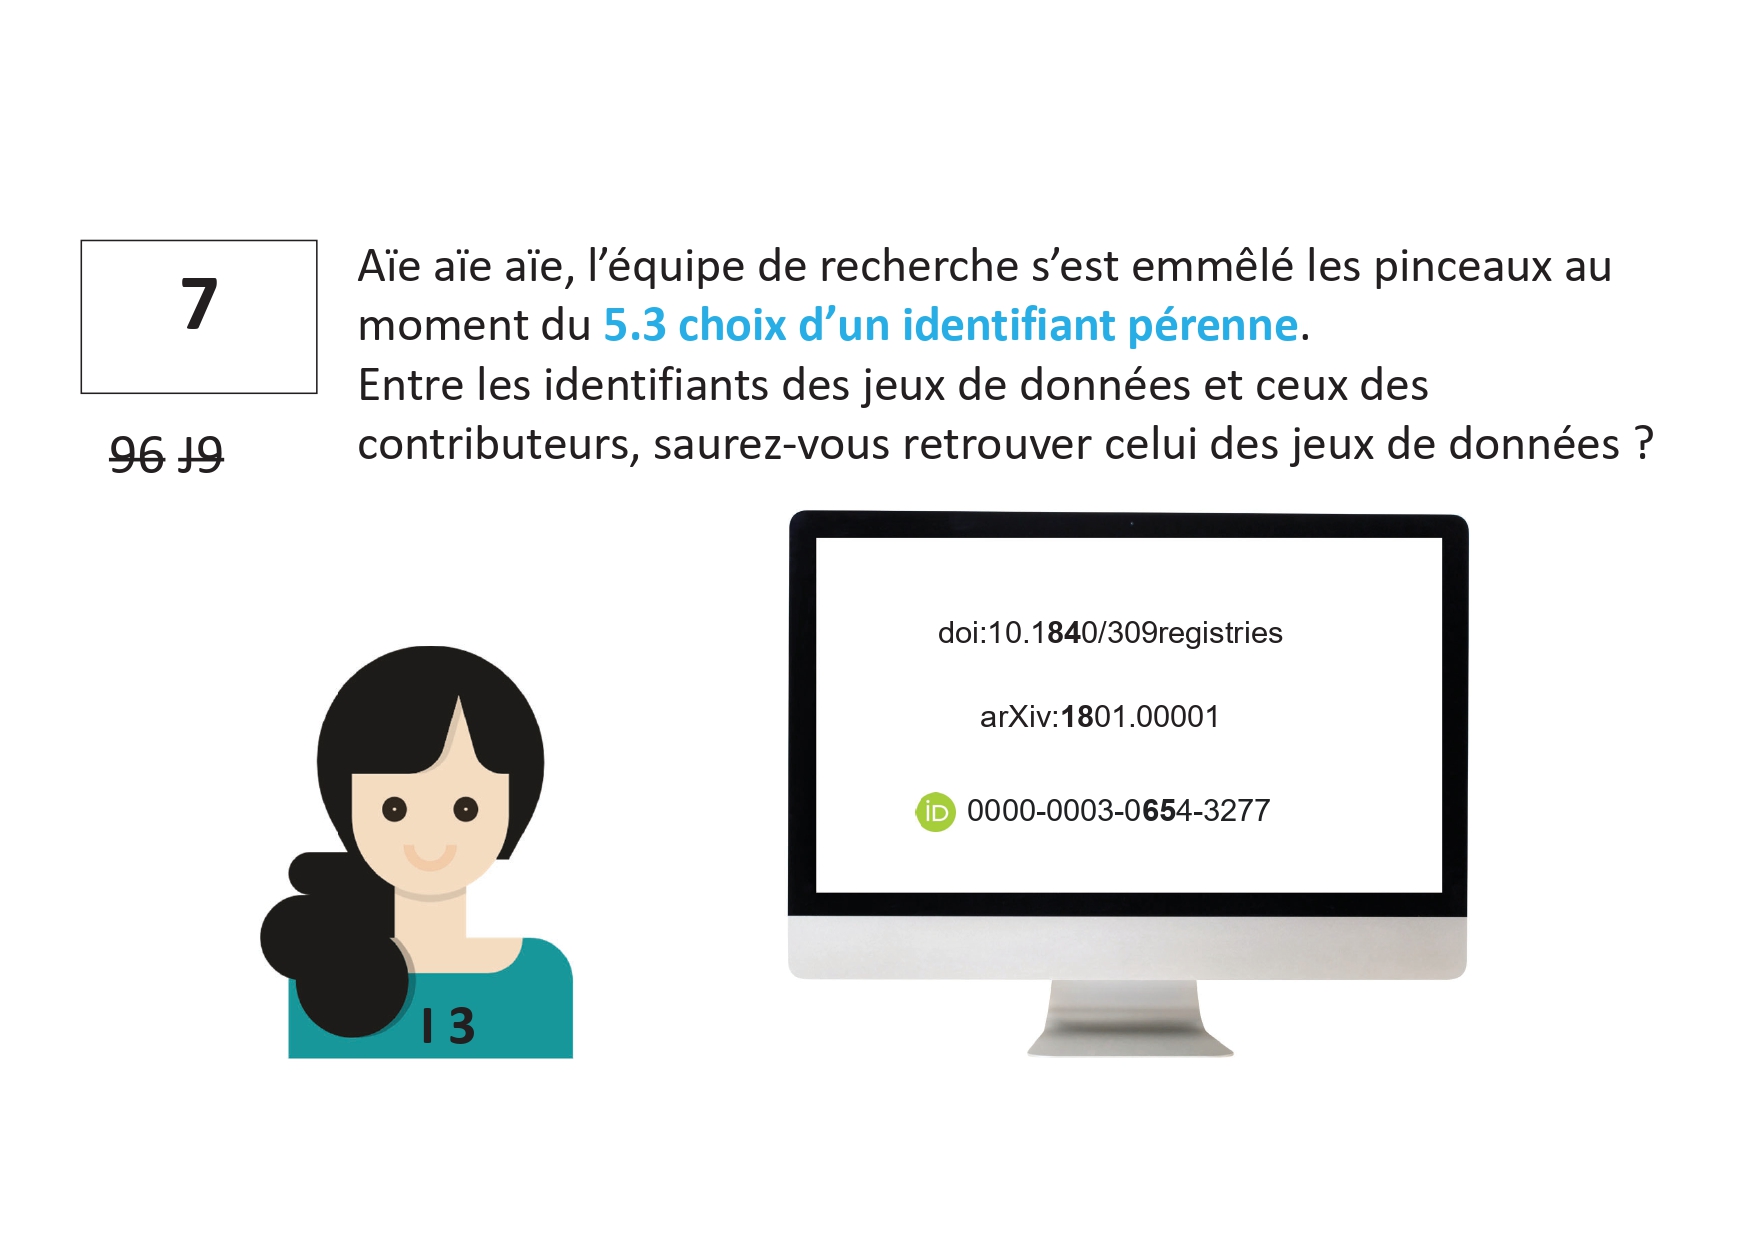 7
Aïe aïe aïe, l’équipe de recherche s’est emmêlé les pinceaux au
moment du 5.3 choix d’un identifiant pérenne.
Entre les identifiants des jeux de données et ceux des
contributeurs, saurez-vous retrouver celui des jeux de données ?
96 J9
doi:10.1840/309registries
arXiv:1801.00001
iD 0000-0003-0654-3277
I 3